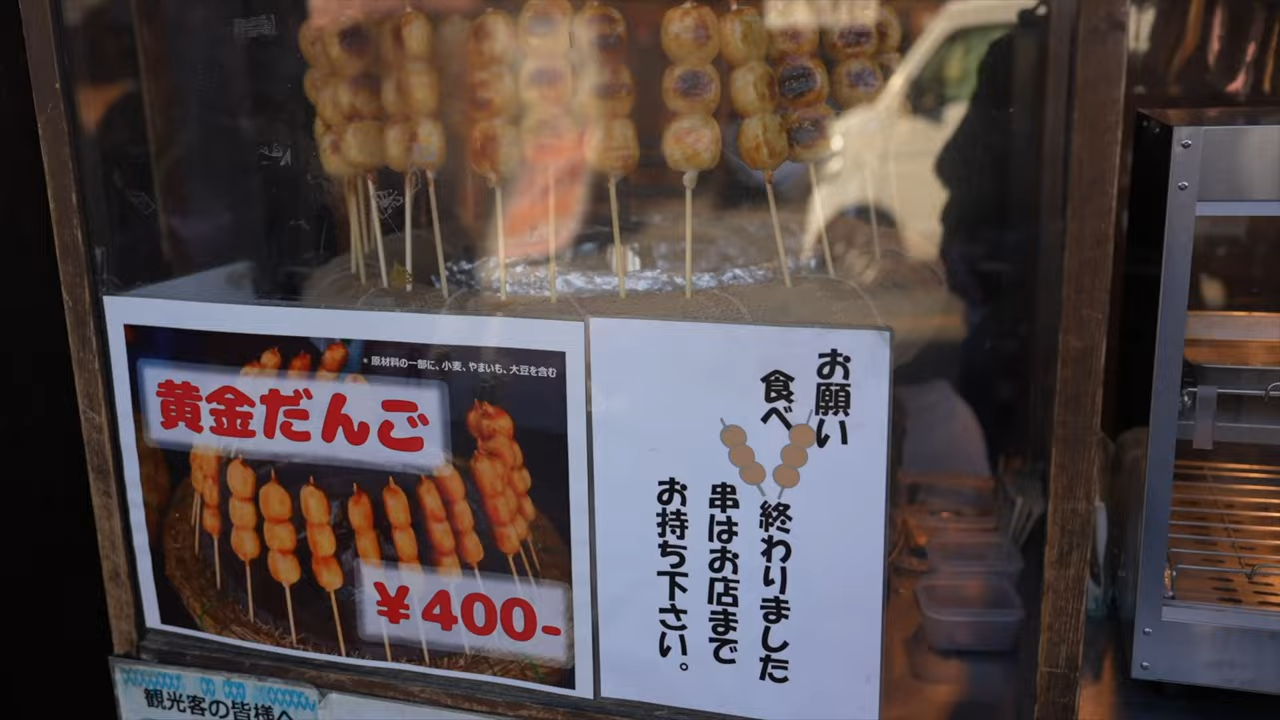 ※原材料の一部に、小麦、やまいも、大豆を含む
黄金だんご
¥400-
お願い
食べ終わりました
串はお店まで
お持ち下さい。
観光客の皆様へ